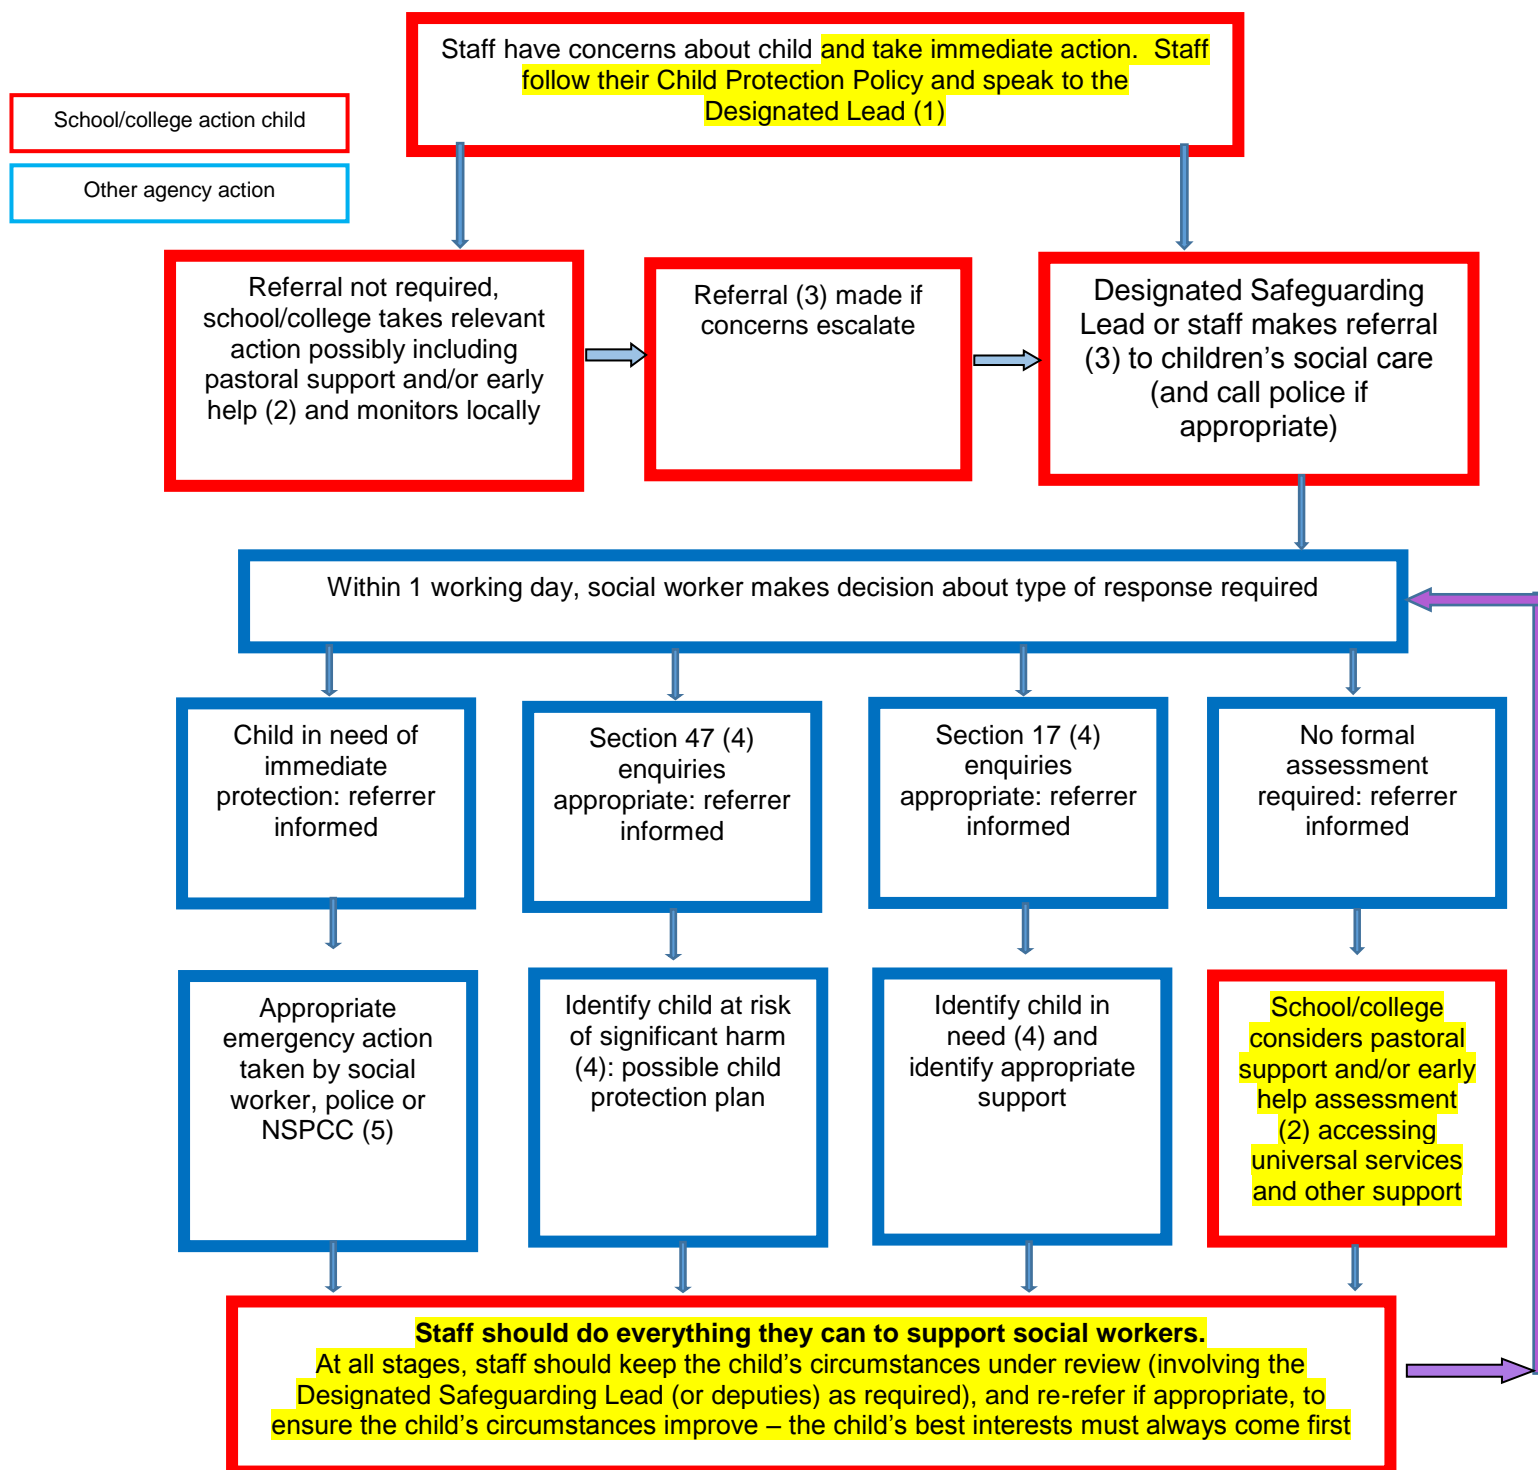 Staff have concerns about child and take immediate action.  Staff
follow their Child Protection Policy and speak to the
Designated Lead (1)
School/college action child
Other agency action
Referral not required,
school/college takes relevant
action possibly including
pastoral support and/or early
help (2) and monitors locally
Referral (3) made if
concerns escalate
Designated Safeguarding
Lead or staff makes referral
(3) to children’s social care
(and call police if
appropriate)
Within 1 working day, social worker makes decision about type of response required
Child in need of
immediate
protection: referrer
informed
Section 47 (4)
enquiries
appropriate: referrer
informed
Section 17 (4)
enquiries
appropriate: referrer
informed
No formal
assessment
required: referrer
informed
Appropriate
emergency action
taken by social
worker, police or
NSPCC (5)
Identify child at risk
of significant harm
(4): possible child
protection plan
Identify child in
need (4) and
identify appropriate
support
School/college
considers pastoral
support and/or early
help assessment
(2) accessing
universal services
and other support
Staff should do everything they can to support social workers.
At all stages, staff should keep the child’s circumstances under review (involving the
Designated Safeguarding Lead (or deputies) as required), and re-refer if appropriate, to
ensure the child’s circumstances improve – the child’s best interests must always come first